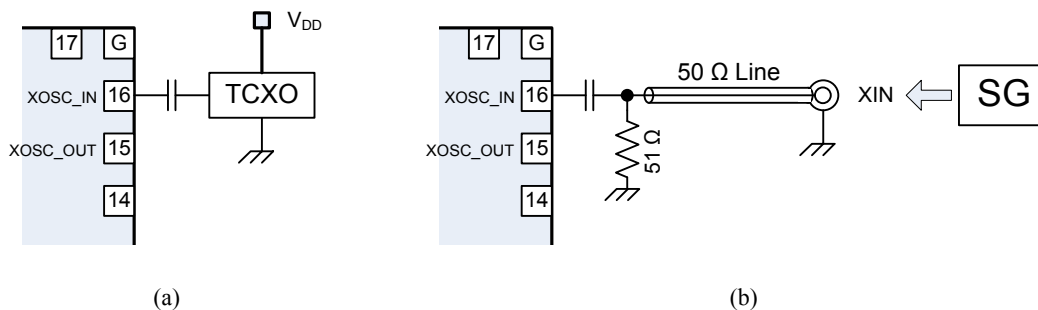 V_DD
17
G
XOSC_IN
16
TCXO
XOSC_OUT
15
14
(a)
17
G
50 Ω Line
XOSC_IN
16
XIN
SG
XOSC_OUT
15
51 Ω
14
(b)